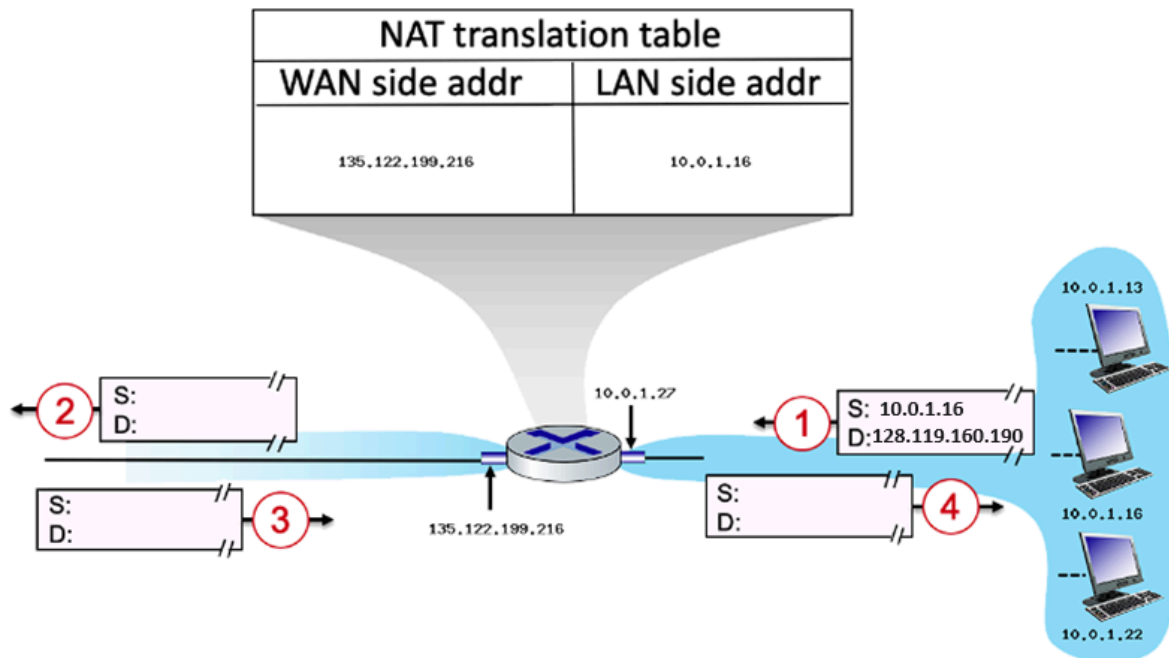 NAT translation table
WAN side addr
LAN side addr
135.122.199.216
10.0.1.16
10.0.1.13
2
S:
D:
10.0.1.27
1
S: 10.0.1.16
D:128.119.160.190
S:
D:
3
135.122.199.216
S:
D:
4
10.0.1.16
10.0.1.22